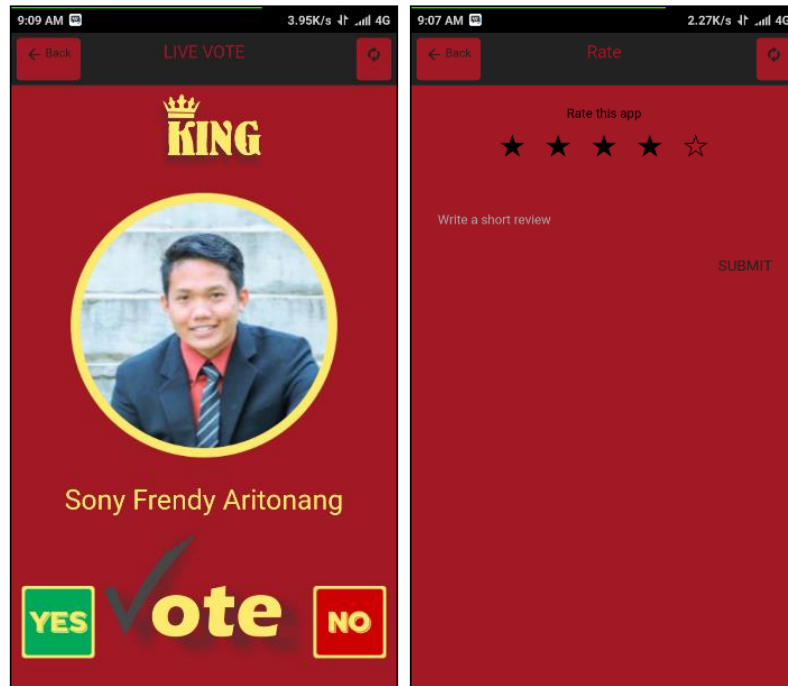 9:09 AM 3.95K/s 4G
← Back LIVE VOTE
KING
Sony Frendy Aritonang
YES Vote NO
9:07 AM 2.27K/s 4G
← Back Rate
Rate this app
★ ★ ★ ★ ☆
Write a short review
SUBMIT